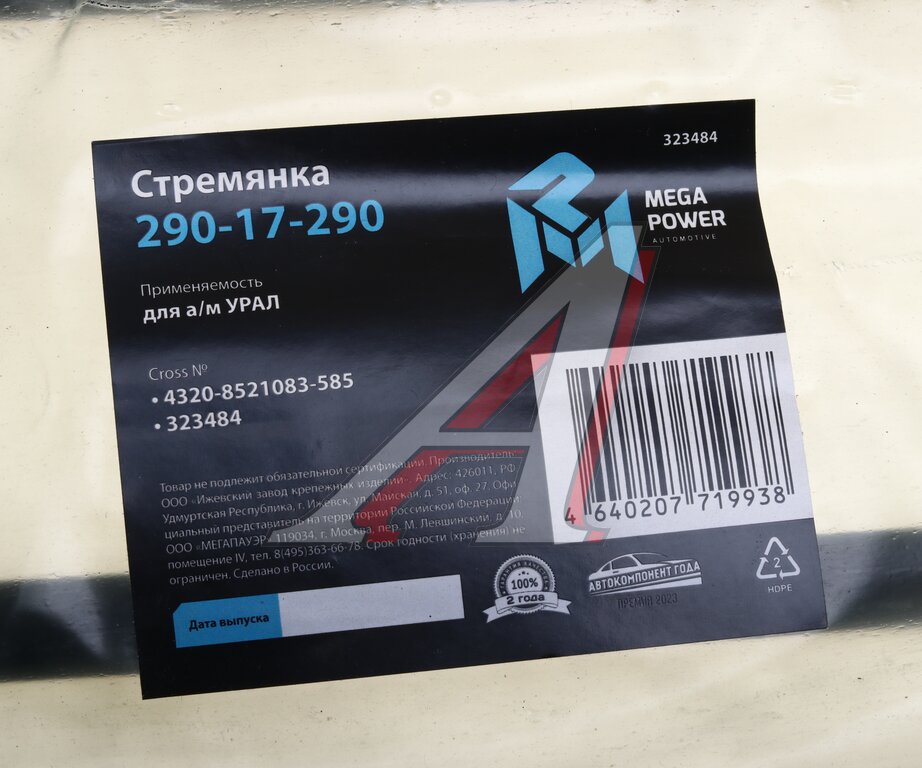 323484
Стремянка
290-17-290
MEGA
POWER
AUTOMOTIVE
Применяемость
для а/м УРАЛ
Cross №
• 4320-8521083-585
• 323484
Товар не подлежит обязательной сертификации. Производитель:
ООО «Ижевский завод крепежных изделий». Адрес: 426011, РФ,
Удмуртская Республика, г. Ижевск, ул. Майская, д. 51, оф. 27. Офи
циальный представитель на территории Российской Федерации:
ООО «МЕГАПАУЭР» 119034, г. Москва, пер. М. Левшинский, д. 10,
помещение IV, тел. 8(495)363-66-78. Срок годности (хранения) не
ограничен. Сделано в России.
4 640207 719938
Дата выпуска
100%
2 года
АВТОКОМПОНЕНТ ГОДА
ПРЕМИЯ 2023
2
HDPE